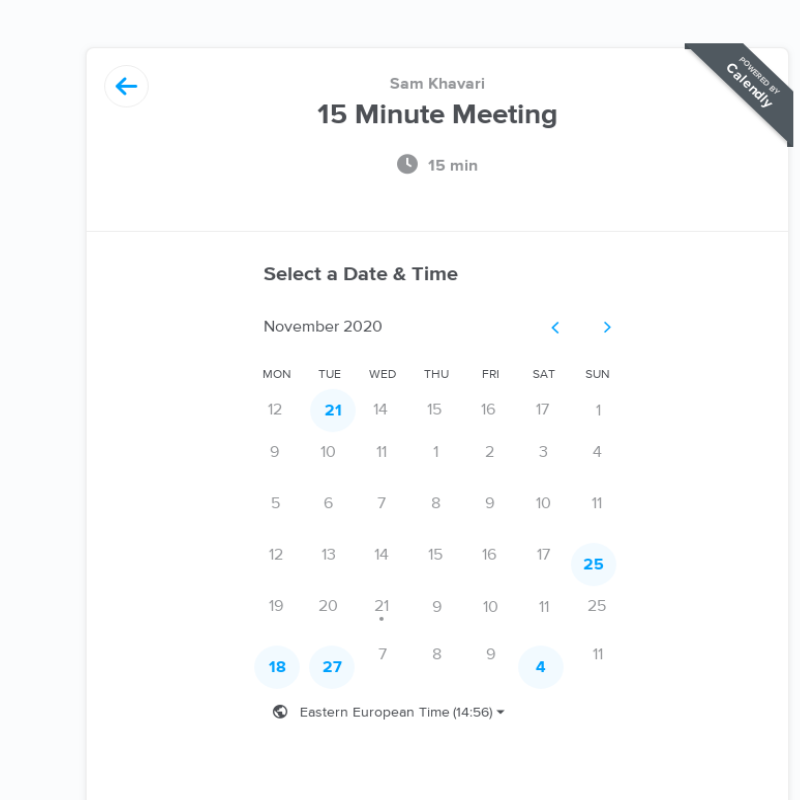 POWERED BY
Calendly
Sam Khavari
15 Minute Meeting
15 min
Select a Date & Time
November 2020
MON TUE WED THU FRI SAT SUN
12 21 14 15 16 17 1
9 10 11 1 2 3 4
5 6 7 8 9 10 11
12 13 14 15 16 17 25
19 20 21 9 10 11 25
18 27 7 8 9 4 11
Eastern European Time (14:56)